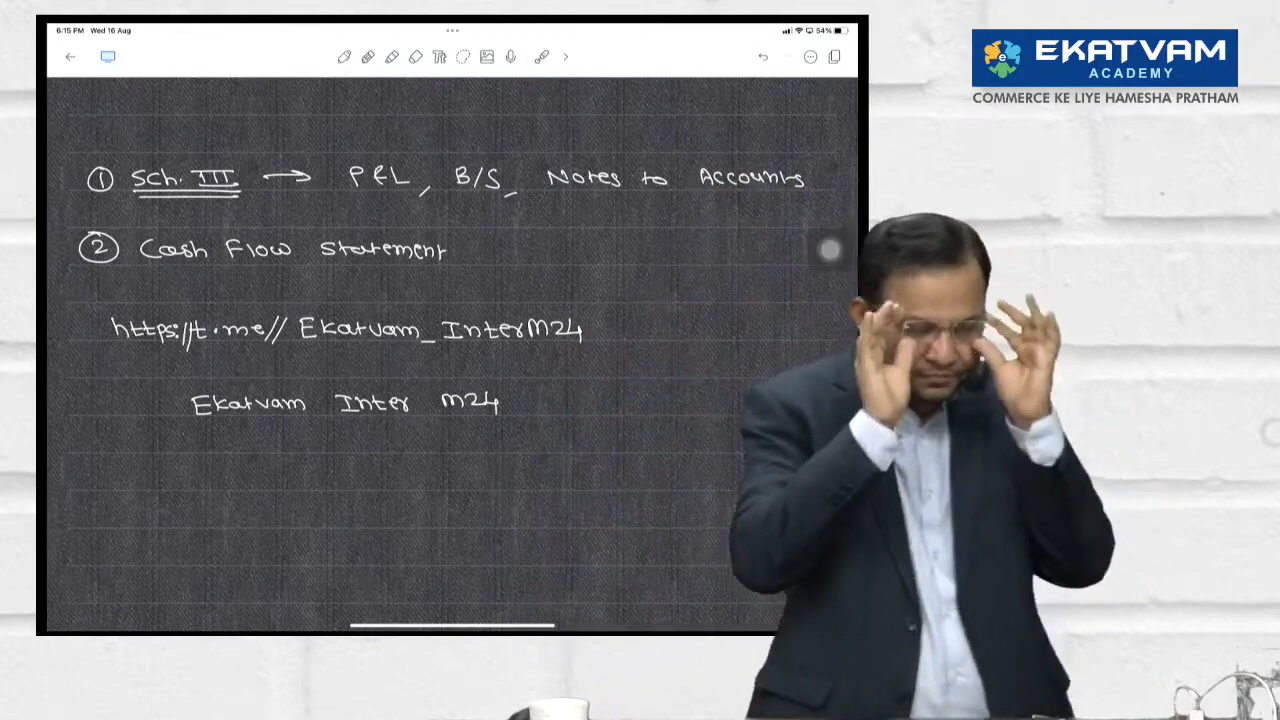 6:15 PM Wed 16 Aug
54%
EKATVAM
ACADEMY
COMMERCE KE LIYE HAMESHA PRATHAM
① Sch. III → P&L, B/S, Notes to Accounts
② Cash Flow Statement
https://t.me// Ekatvam_InterM24
Ekatvam Inter M24